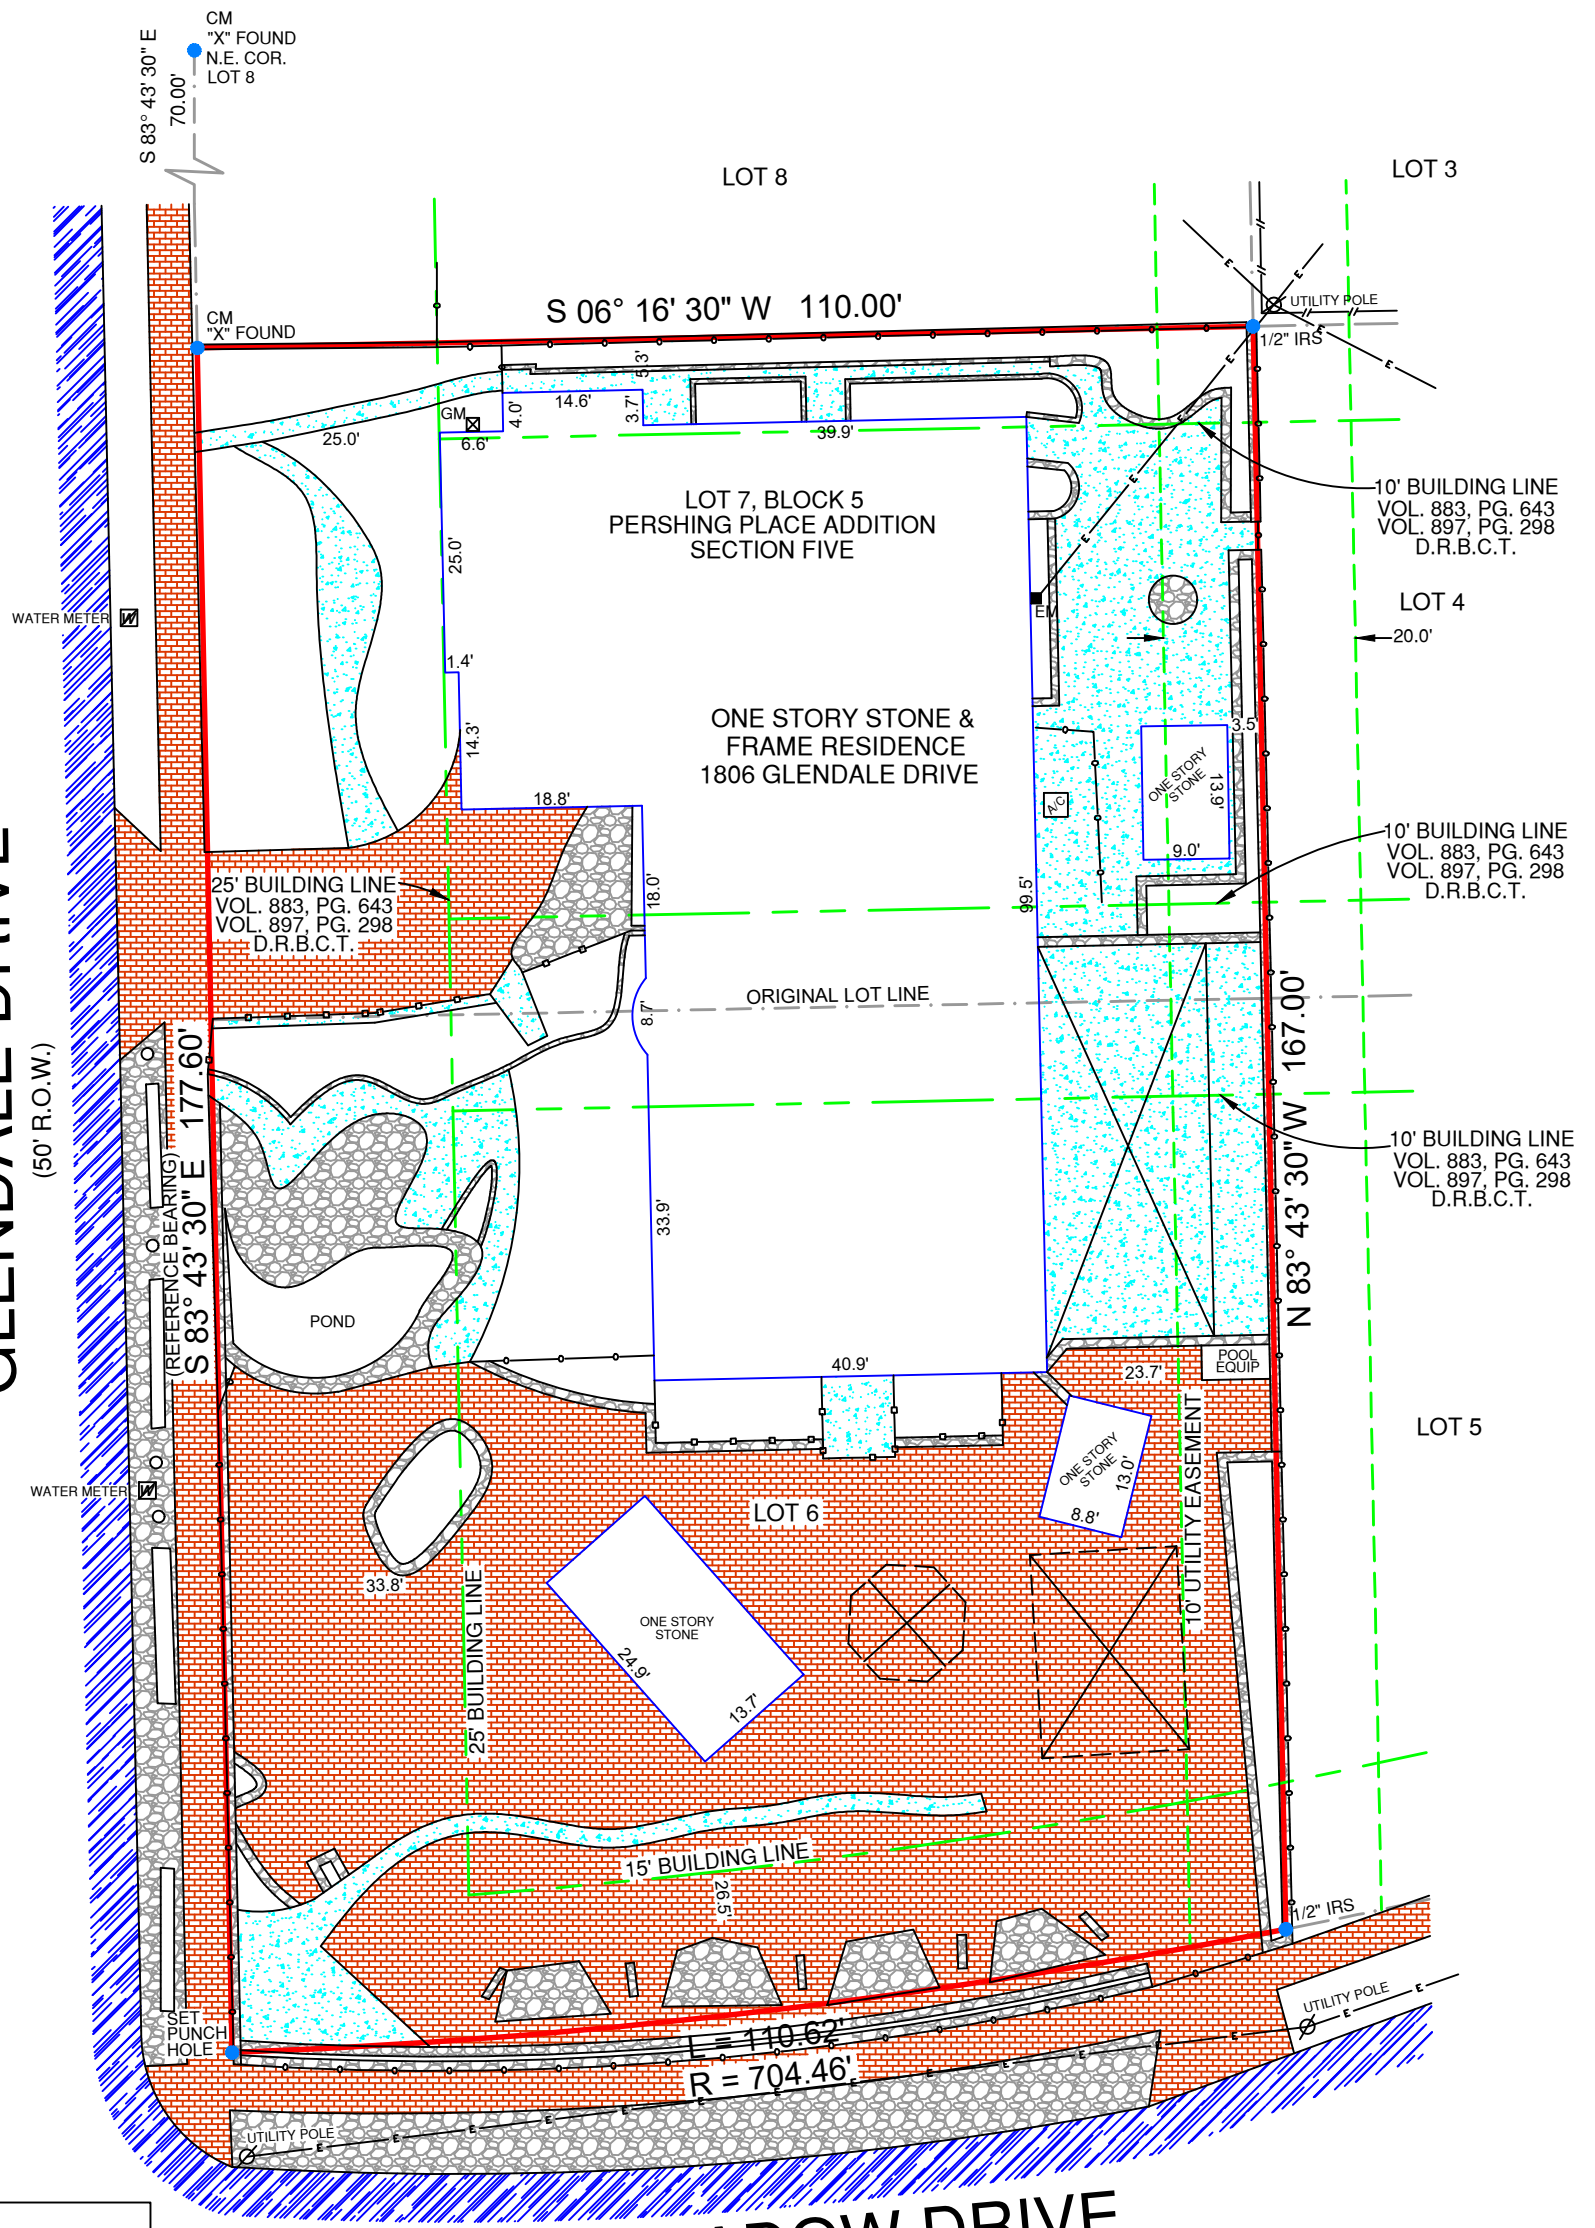 CM
"X" FOUND
N.E. COR.
LOT 8
S 83° 43' 30" E
70.00'
LOT 8
LOT 3
S 06° 16' 30" W 110.00'
CM
"X" FOUND
UTILITY POLE
1/2" IRS
5.3'
14.6'
3.7'
4.0'
GM
6.6'
25.0'
39.9'
LOT 7, BLOCK 5
PERSHING PLACE ADDITION
SECTION FIVE
10' BUILDING LINE
VOL. 883, PG. 643
VOL. 897, PG. 298
D.R.B.C.T.
25.0'
WATER METER W
EM
LOT 4
20.0'
1.4'
14.3'
ONE STORY STONE &
FRAME RESIDENCE
1806 GLENDALE DRIVE
3.5'
ONE STORY
STONE
13.9'
9.0'
A/C
18.8'
18.0'
99.5'
10' BUILDING LINE
VOL. 883, PG. 643
VOL. 897, PG. 298
D.R.B.C.T.
25' BUILDING LINE
VOL. 883, PG. 643
VOL. 897, PG. 298
D.R.B.C.T.
ORIGINAL LOT LINE
8.7'
GLENDALE DRIVE
(50' R.O.W.)
(REFERENCE BEARING)
S 83° 43' 30" E 177.60'
N 83° 43' 30" W 167.00'
10' BUILDING LINE
VOL. 883, PG. 643
VOL. 897, PG. 298
D.R.B.C.T.
33.9'
POND
40.9'
23.7'
POOL
EQUIP
10' UTILITY EASEMENT
LOT 5
WATER METER W
LOT 6
ONE STORY
STONE
13.0'
8.8'
33.8'
25' BUILDING LINE
ONE STORY
STONE
24.9'
13.7'
15' BUILDING LINE
26.5'
1/2" IRS
SET
PUNCH
HOLE
L = 110.62'
R = 704.46'
UTILITY POLE
UTILITY POLE
DRIVE